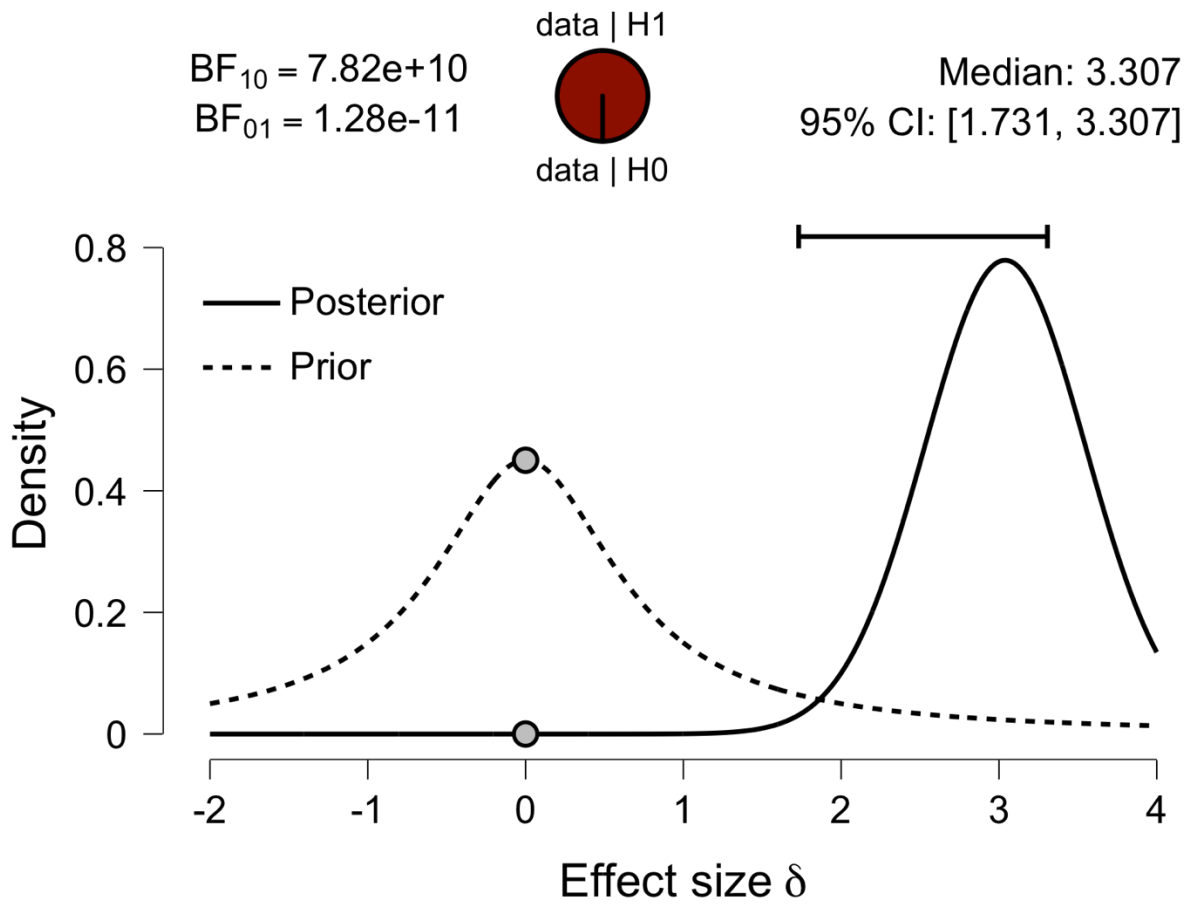 data | H1
BF₁₀ = 7.82e+10
BF₀₁ = 1.28e-11
data | H0
Median: 3.307
95% CI: [1.731, 3.307]
Posterior
Prior
Density
0.8
0.6
0.4
0.2
0
-2 -1 0 1 2 3 4
Effect size δ